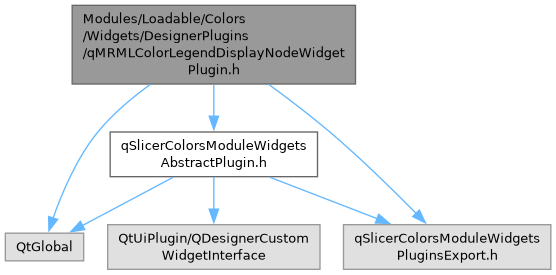 Modules/Loadable/Colors
/Widgets/DesignerPlugins
/qMRMLColorLegendDisplayNodeWidget
Plugin.h
qSlicerColorsModuleWidgets
AbstractPlugin.h
QtGlobal
QtUiPlugin/QDesignerCustom
WidgetInterface
qSlicerColorsModuleWidgets
PluginsExport.h